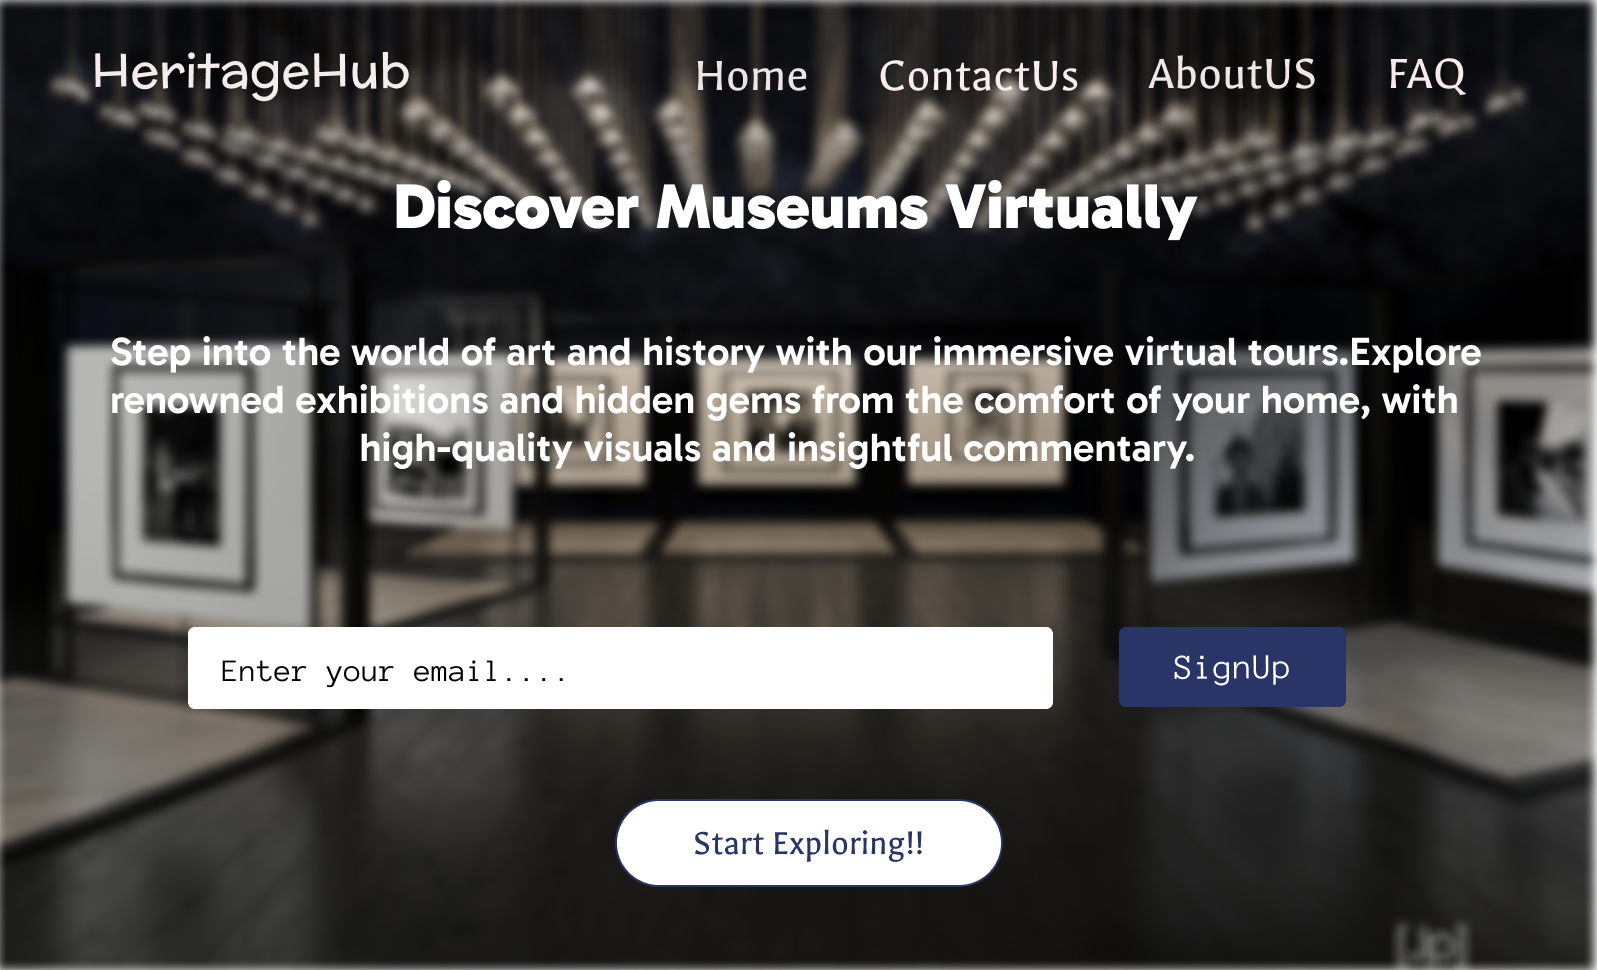 HeritageHub
Home ContactUs AboutUS FAQ
Discover Museums Virtually
Step into the world of art and history with our immersive virtual tours.Explore
renowned exhibitions and hidden gems from the comfort of your home, with
high-quality visuals and insightful commentary.
Enter your email....
SignUp
Start Exploring!!